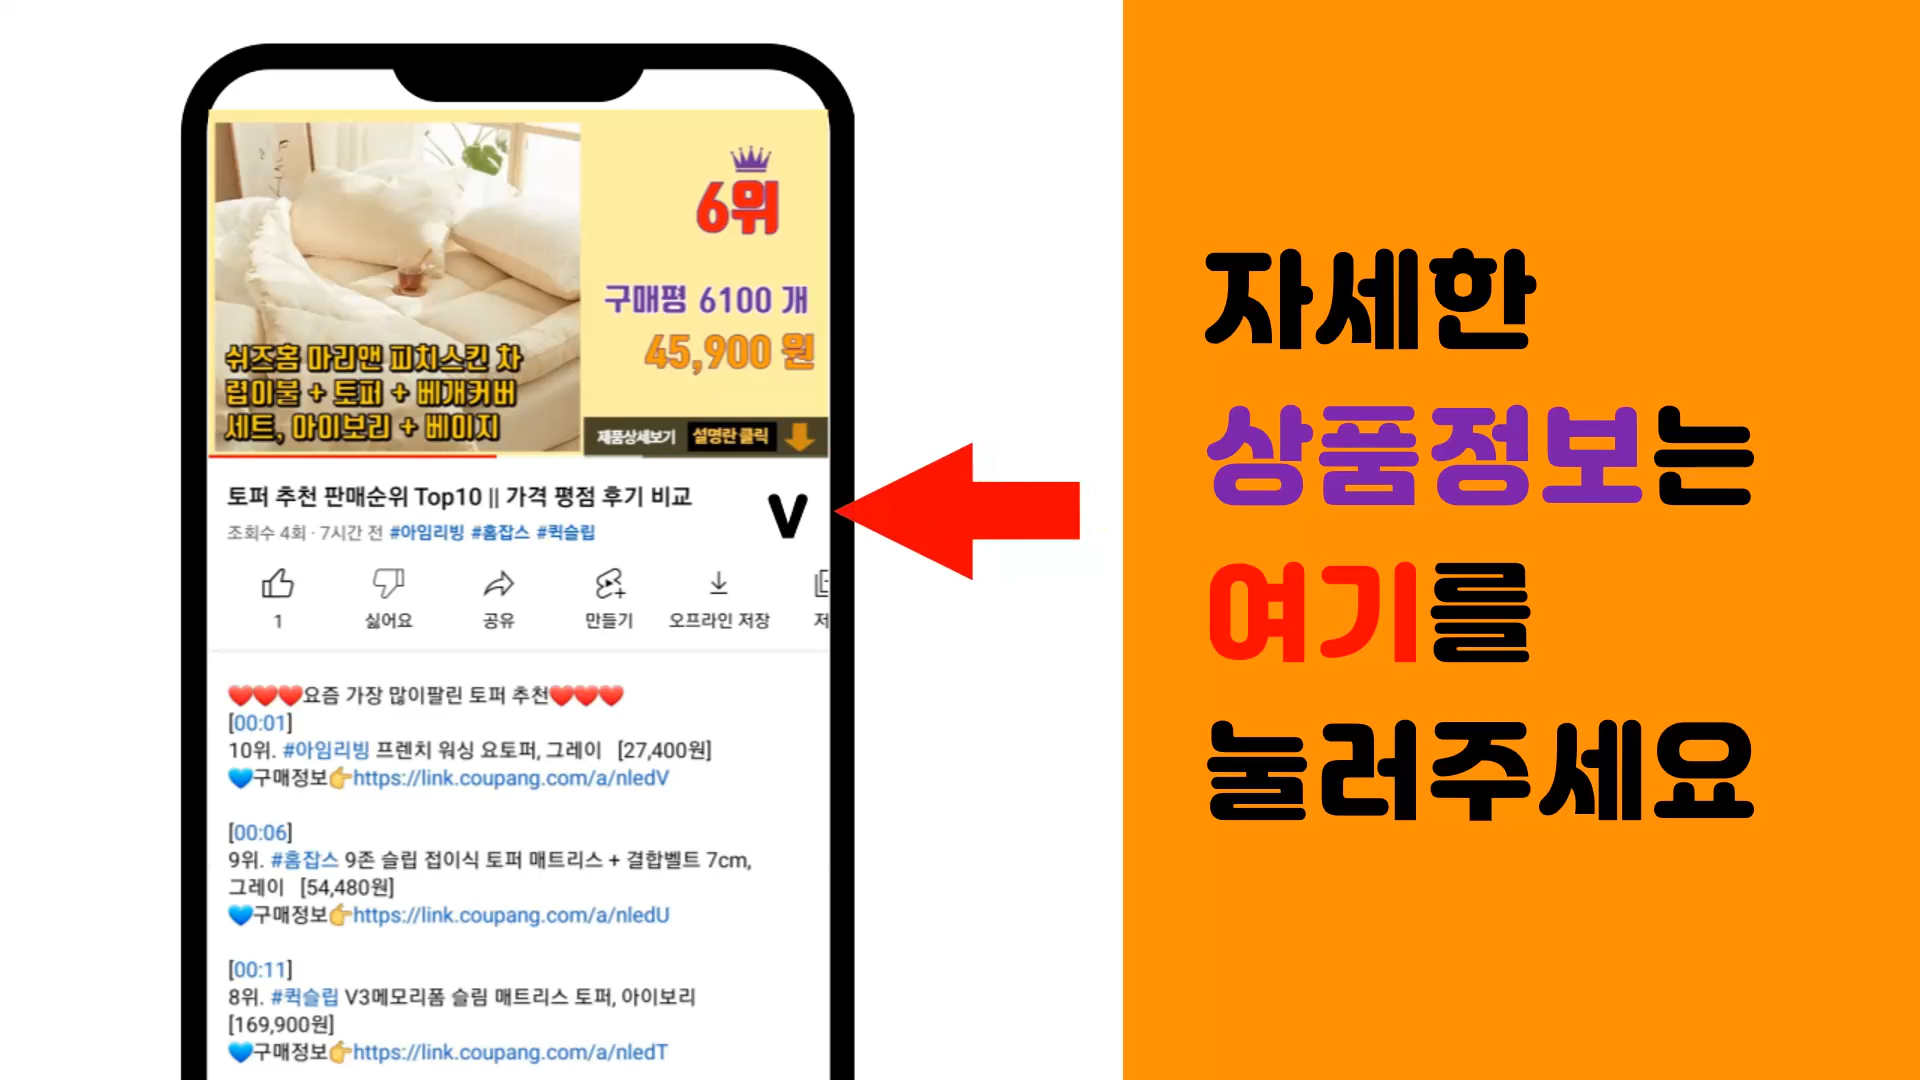 6위
구매평 6100 개
45,900 원
쉬즈홈 마리앤 피치스킨 차
렵이불 + 토퍼 + 베개커버
세트, 아이보리 + 베이지
제품상세보기 설명란 클릭
토퍼 추천 판매순위 Top10 || 가격 평점 후기 비교
V
조회수 4회 · 7시간 전 #아임리빙 #홈잡스 #퀵슬립
1 싫어요 공유 만들기 오프라인 저장 저
❤❤❤요즘 가장 많이팔린 토퍼 추천❤❤❤
[00:01]
10위. #아임리빙 프렌치 워싱 요토퍼, 그레이 [27,400원]
💙구매정보👉https://link.coupang.com/a/nledV
[00:06]
9위. #홈잡스 9존 슬립 접이식 토퍼 매트리스 + 결합벨트 7cm,
그레이 [54,480원]
💙구매정보👉https://link.coupang.com/a/nledU
[00:11]
8위. #퀵슬립 V3메모리폼 슬림 매트리스 토퍼, 아이보리
[169,900원]
💙구매정보👉https://link.coupang.com/a/nledT
자세한
상품정보는
여기를
눌러주세요